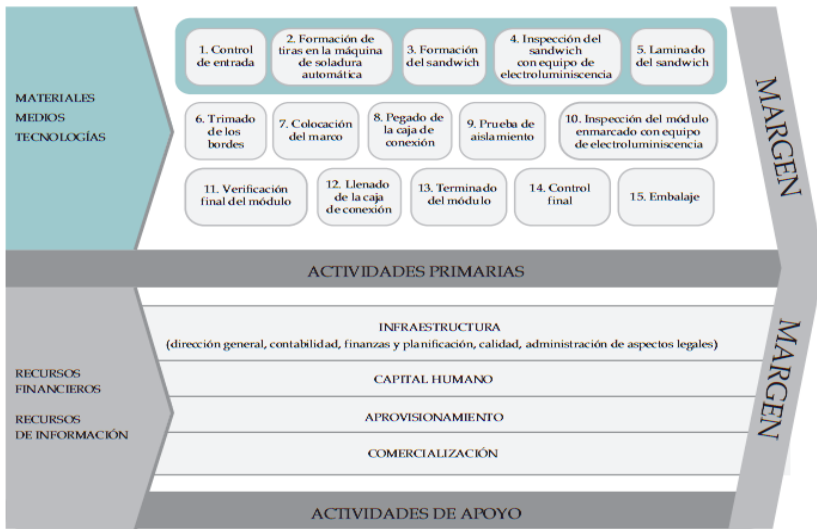 MATERIALES
MEDIOS
TECNOLOGÍAS
1. Control
de entrada
2. Formación de
tiras en la máquina
de soladura
automática
3. Formación
del sandwich
4. Inspección del
sandwich
con equipo de
electroluminiscencia
5. Laminado
del sandwich
6. Trimado
de los
bordes
7. Colocación
del marco
8. Pegado de
la caja de
conexión
9. Prueba de
aislamiento
10. Inspección del módulo
enmarcado con equipo
de electroluminiscencia
11. Verificación
final del módulo
12. Llenado
de la caja
de conexión
13. Terminado
del módulo
14. Control
final
15. Embalaje
MARGEN
ACTIVIDADES PRIMARIAS
RECURSOS
FINANCIEROS
RECURSOS
DE INFORMACIÓN
INFRAESTRUCTURA
(dirección general, contabilidad, finanzas y planificación, calidad, administración de aspectos legales)
CAPITAL HUMANO
APROVISIONAMIENTO
COMERCIALIZACIÓN
MARGEN
ACTIVIDADES DE APOYO